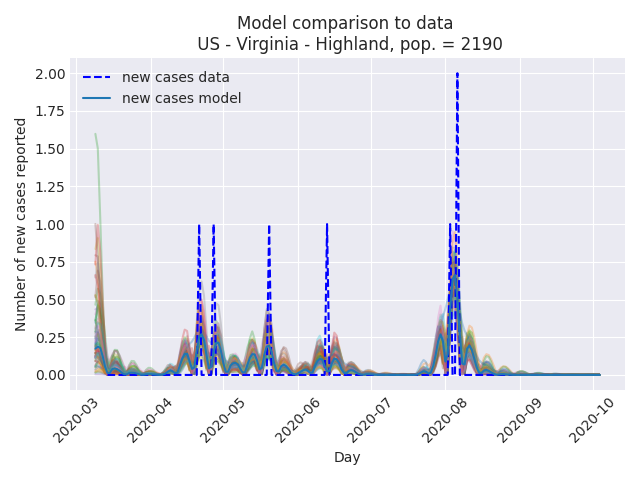 Model comparison to data
US - Virginia - Highland, pop. = 2190
new cases data
new cases model
Number of new cases reported
2.00
1.75
1.50
1.25
1.00
0.75
0.50
0.25
0.00
2020-03
2020-04
2020-05
2020-06
2020-07
2020-08
2020-09
2020-10
Day